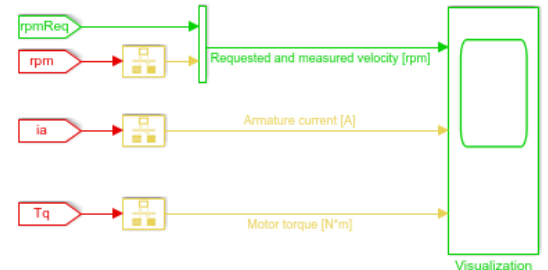 rpmReq
rpm
Requested and measured velocity [rpm]
ia
Armature current [A]
Tq
Motor torque [N*m]
Visualization